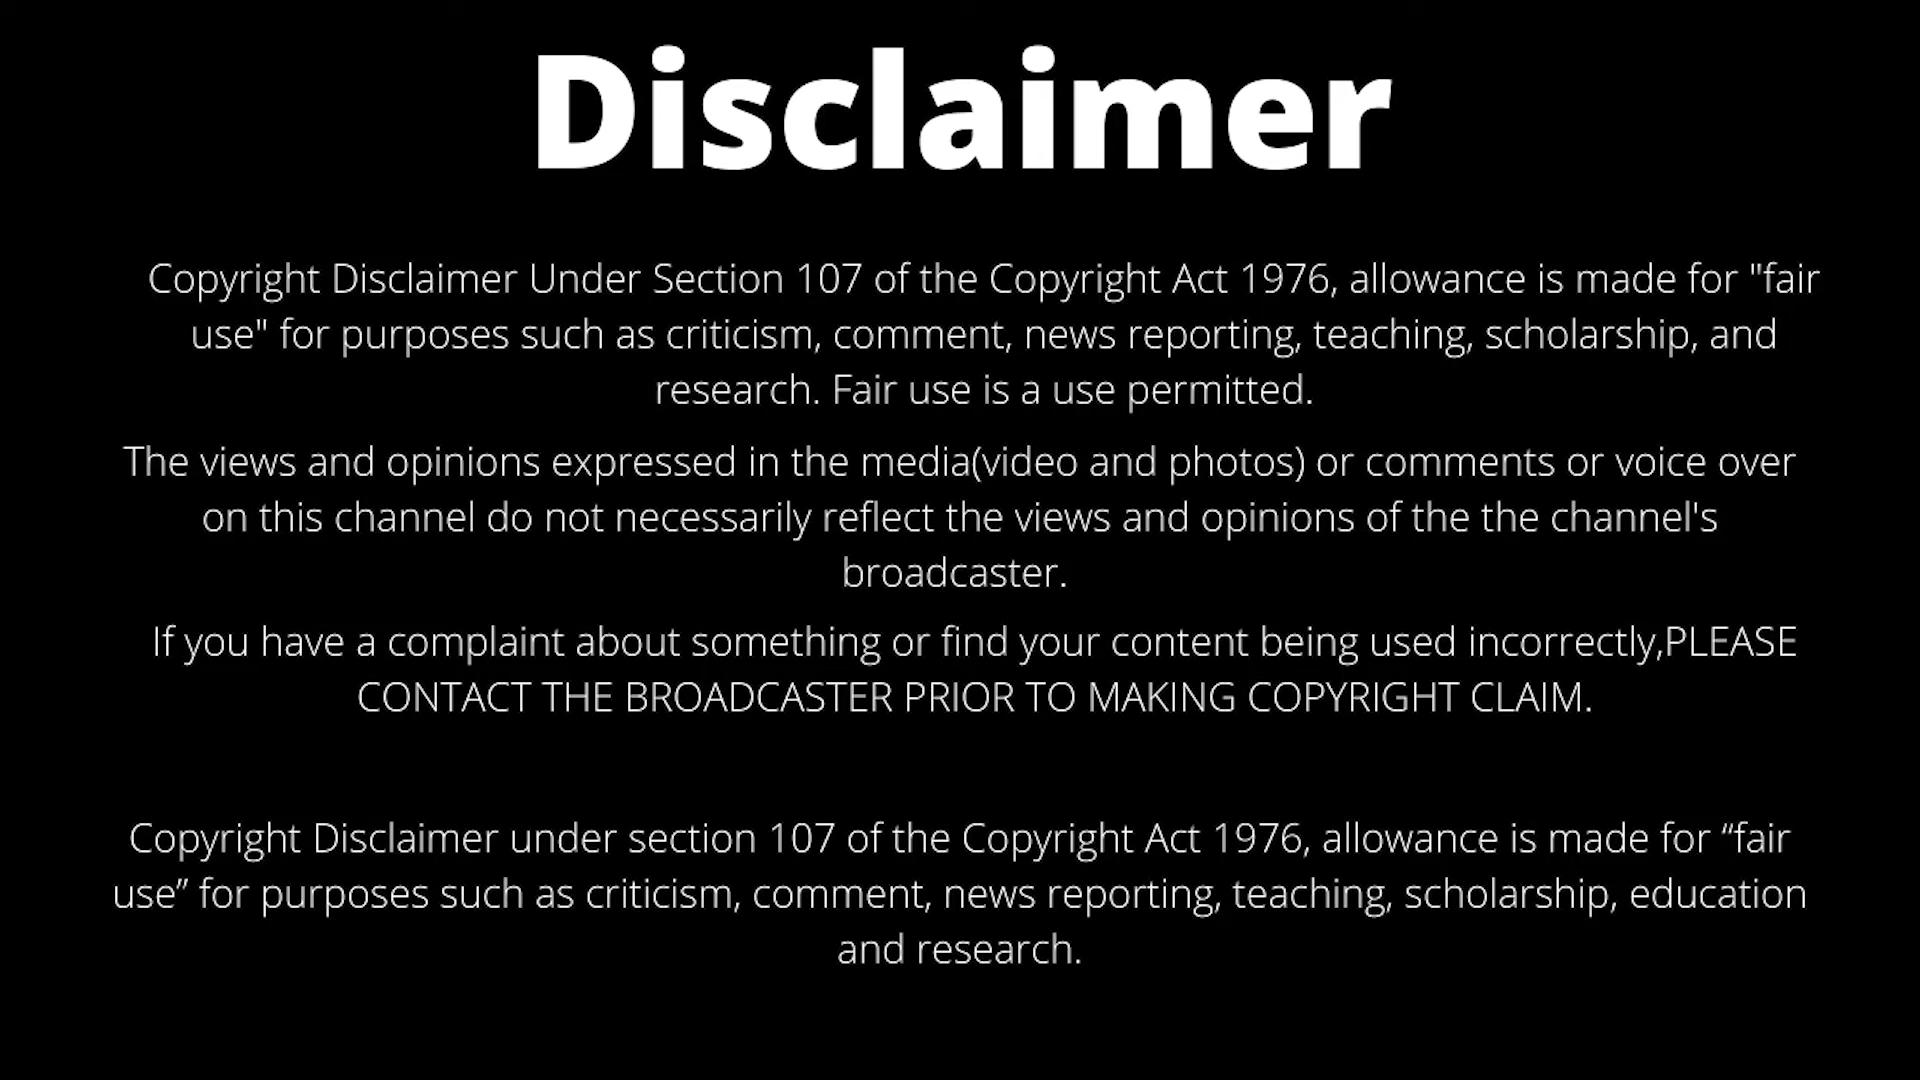 Disclaimer
Copyright Disclaimer Under Section 107 of the Copyright Act 1976, allowance is made for "fair
use" for purposes such as criticism, comment, news reporting, teaching, scholarship, and
research. Fair use is a use permitted.
The views and opinions expressed in the media(video and photos) or comments or voice over
on this channel do not necessarily reflect the views and opinions of the the channel's
broadcaster.
If you have a complaint about something or find your content being used incorrectly,PLEASE
CONTACT THE BROADCASTER PRIOR TO MAKING COPYRIGHT CLAIM.
Copyright Disclaimer under section 107 of the Copyright Act 1976, allowance is made for “fair
use” for purposes such as criticism, comment, news reporting, teaching, scholarship, education
and research.